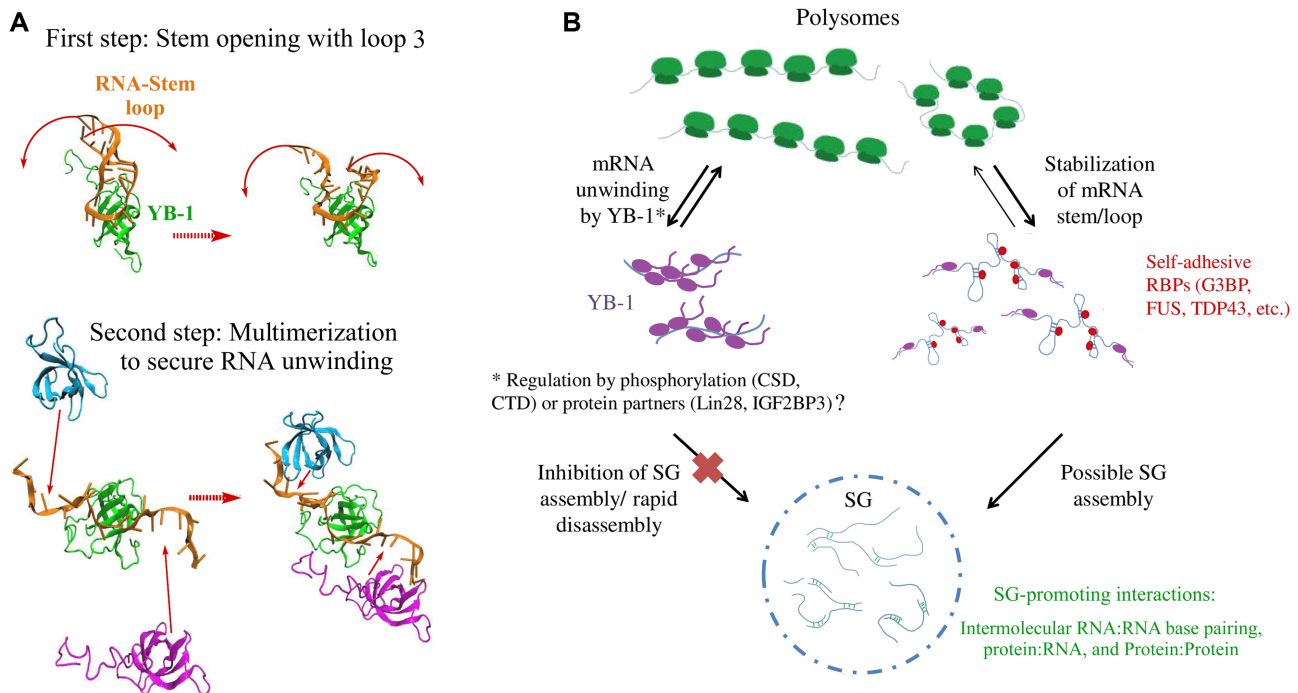 A
First step: Stem opening with loop 3
RNA-Stem
loop
YB-1
Second step: Multimerization
to secure RNA unwinding
B
Polysomes
mRNA
unwinding
by YB-1*
Stabilization
of mRNA
stem/loop
YB-1
Self-adhesive
RBPs (G3BP,
FUS, TDP43, etc.)
* Regulation by phosphorylation (CSD,
CTD) or protein partners (Lin28, IGF2BP3) ?
Inhibition of SG
assembly/ rapid
disassembly
Possible SG
assembly
SG
SG-promoting interactions:
Intermolecular RNA:RNA base pairing,
protein:RNA, and Protein:Protein